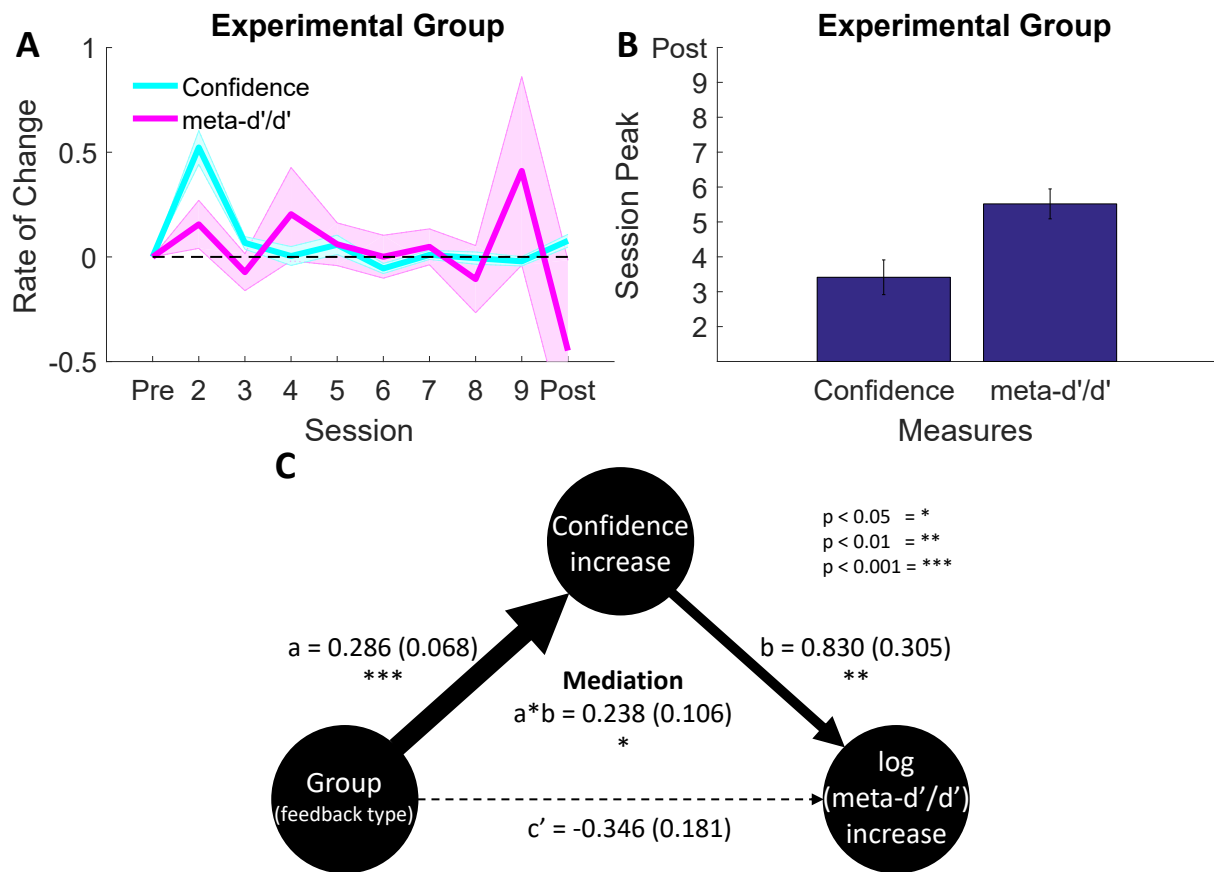 A
Experimental Group
1
0.5
0
-0.5
Rate of Change
Confidence
meta-d'/d'
Pre 2 3 4 5 6 7 8 9 Post
Session
B
Experimental Group
Post
9
8
7
6
5
4
3
2
Session Peak
Confidence meta-d'/d'
Measures
C
Confidence
increase
p < 0.05 = *
p < 0.01 = **
p < 0.001 = ***
a = 0.286 (0.068)
***
b = 0.830 (0.305)
**
Mediation
a*b = 0.238 (0.106)
*
Group
(feedback type)
log
(meta-d’/d’)
increase
c’ = -0.346 (0.181)